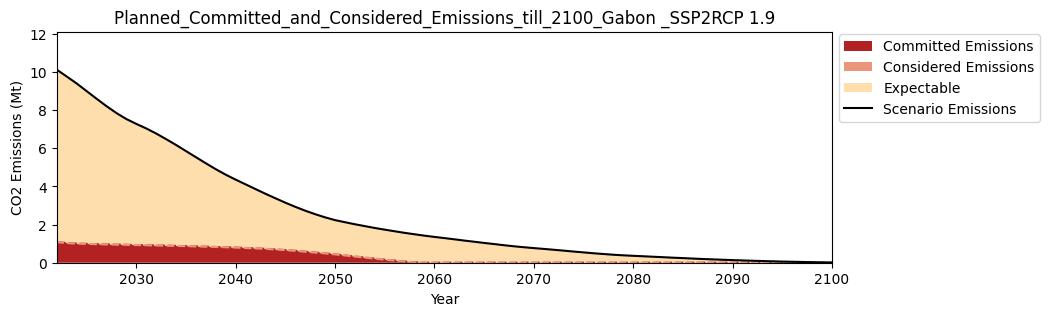 Planned_Committed_and_Considered_Emissions_till_2100_Gabon _SSP2RCP 1.9
12
10
8
6
4
2
0
CO2 Emissions (Mt)
2030 2040 2050 2060 2070 2080 2090 2100
Year
Committed Emissions
Considered Emissions
Expectable
Scenario Emissions